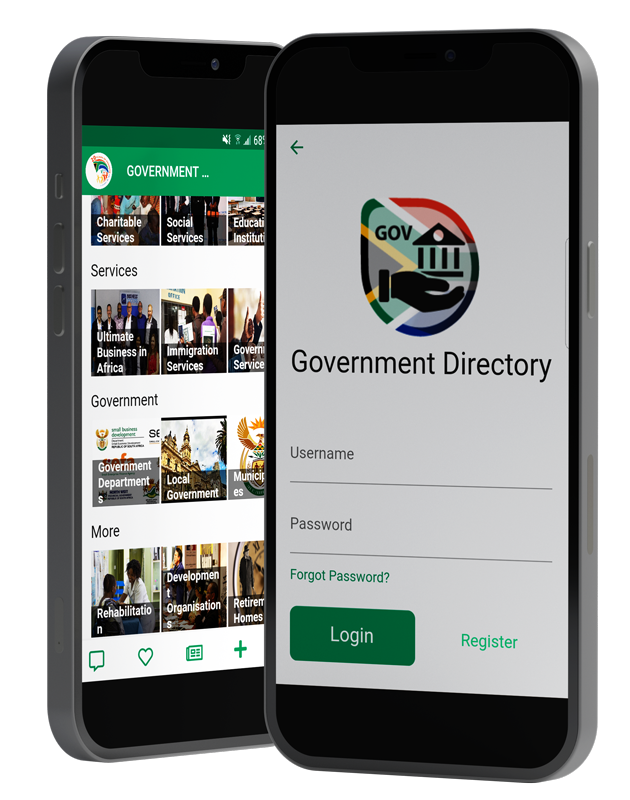 68%
GOVERNMENT ...
Charitable
Services
Social
Services
Educati
Instituti
Services
Ultimate
Business in
Africa
Immigration
Services
Govern
Service
Government
small business
development
Government
Department
s
Local
Government
Municip
es
More
Rehabilitatio
n
Developmen
t
Organisation
s
Retirem
Homes
←
GOV
Government Directory
Username
Password
Forgot Password?
Login
Register